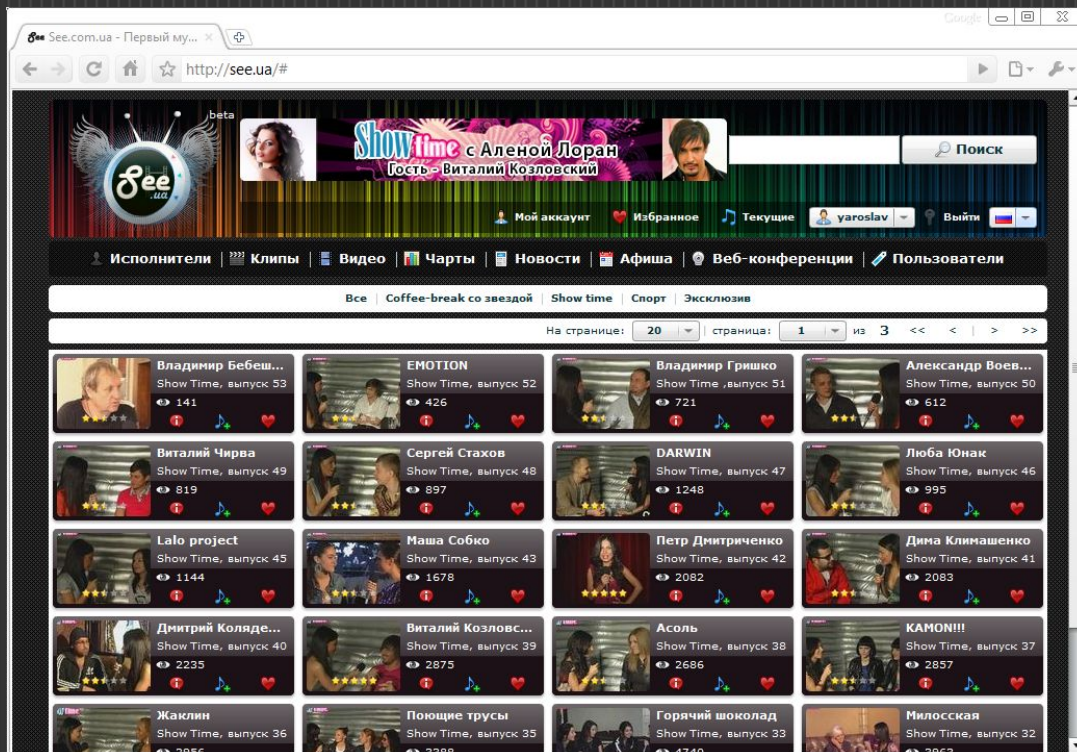 Google
See See.com.ua - Первый му...
http://see.ua/#
beta
See
.ua
Show time с Аленой Лоран
Гость - Виталий Козловский
Поиск
Мой аккаунт Избранное Текущие yaroslav Выйти
Исполнители | Клипы | Видео | Чарты | Новости | Афиша | Веб-конференции | Пользователи
Все | Coffee-break со звездой | Show time | Спорт | Эксклюзив
На странице: 20 | страница: 1 из 3 << < | > >>
Владимир Бебеш...
Show Time, выпуск 53
141
EMOTION
Show Time, выпуск 52
426
Владимир Гришко
Show Time ,выпуск 51
721
Александр Воев...
Show Time, выпуск 50
612
Виталий Чирва
Show Time, выпуск 49
819
Сергей Стахов
Show Time, выпуск 48
897
DARWIN
Show Time, выпуск 47
1248
Люба Юнак
Show Time, выпуск 46
995
Lalo project
Show Time, выпуск 45
1144
Маша Собко
Show Time, выпуск 43
1678
Петр Дмитриченко
Show Time, выпуск 42
2082
Дима Климашенко
Show Time, выпуск 41
2083
Дмитрий Коляде...
Show Time, выпуск 40
2235
Виталий Козловс...
Show Time, выпуск 39
2875
Асоль
Show Time, выпуск 38
2686
KAMON!!!
Show Time, выпуск 37
2857
Жаклин
Show Time, выпуск 36
Поющие трусы
Show Time, выпуск 35
Горячий шоколад
Show Time, выпуск 33
Милосская
Show Time, выпуск 32